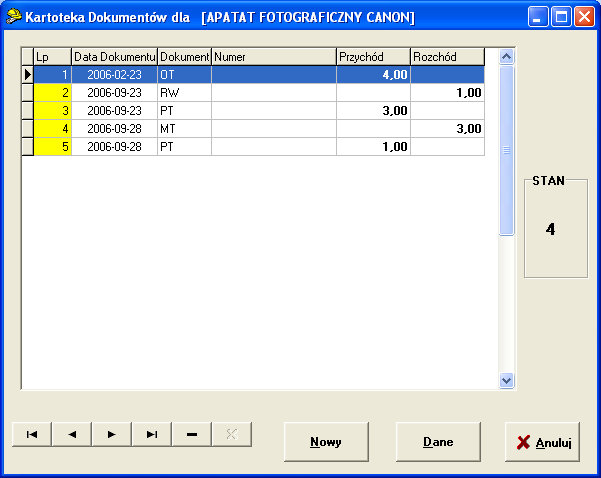 Kartoteka Dokumentów dla [APATAT FOTOGRAFICZNY CANON]
Lp Data Dokumentu Dokument Numer Przychód Rozchód
1 2006-02-23 OT 4,00
2 2006-09-23 RW 1,00
3 2006-09-23 PT 3,00
4 2006-09-28 MT 3,00
5 2006-09-28 PT 1,00
STAN
4
Nowy Dane Anuluj